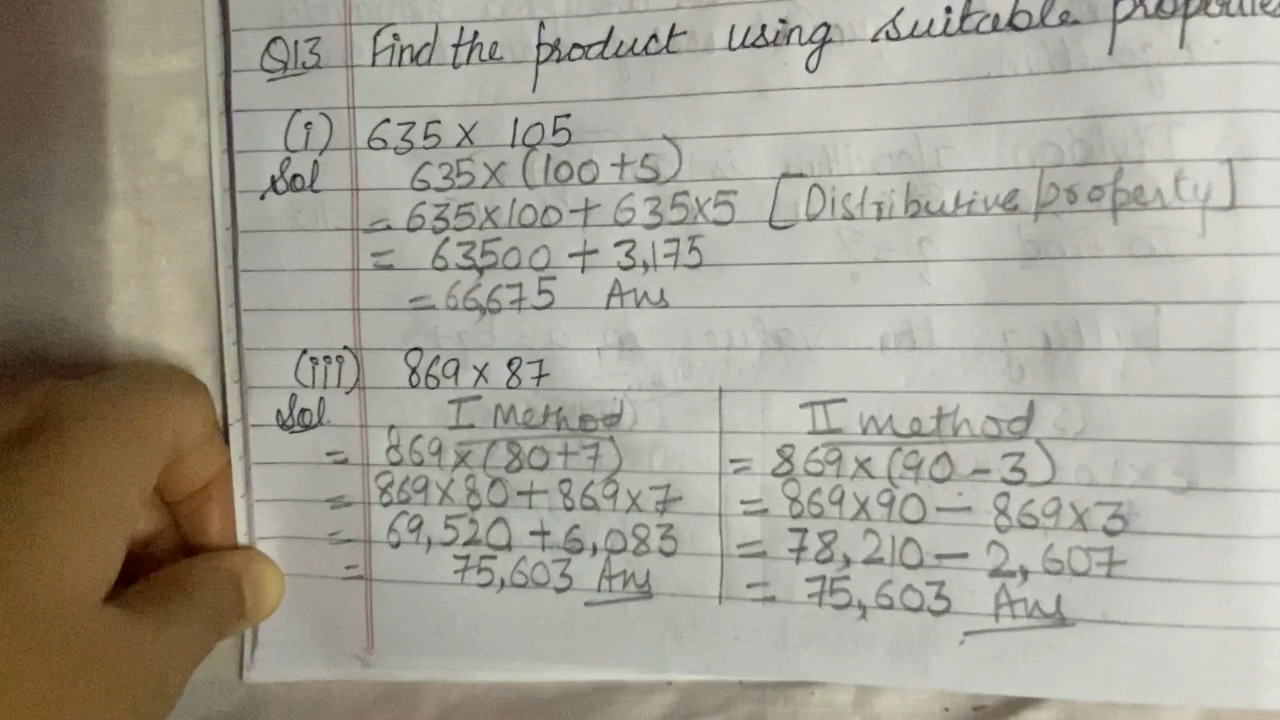 Q13 Find the product using suitable
(i) 635 × 105
Sol 635×(100+5)
= 635×100 + 635×5 [Distributive property]
= 63,500 + 3,175
= 66,675 Ans
(iii) 869 × 87
Sol
I Method
= 869×(80+7)
= 869×80 + 869×7
= 69,520 + 6,083
= 75,603 Ans
II method
= 869×(90-3)
= 869×90 - 869×3
= 78,210 - 2,607
= 75,603 Ans